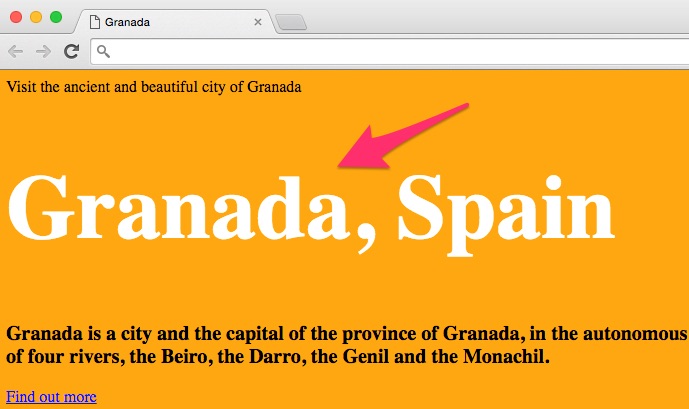 Granada
Visit the ancient and beautiful city of Granada
Granada, Spain
Granada is a city and the capital of the province of Granada, in the autonomous
of four rivers, the Beiro, the Darro, the Genil and the Monachil.
Find out more